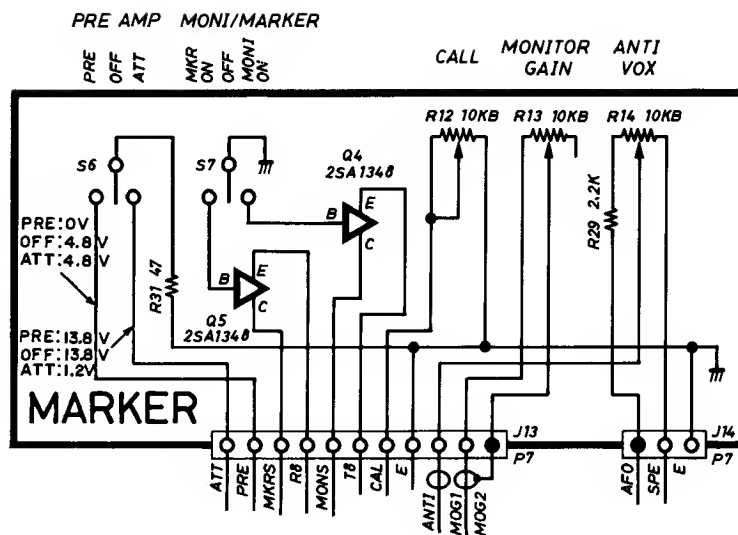 PRE AMP MONI/MARKER
PRE OFF ATT MKR ON OFF MONI ON
CALL MONITOR GAIN ANTI VOX
R12 10KB R13 10KB R14 10KB
S6 S7
Q4
2SA1348
E
B
C
R29 2.2K
PRE:0V
OFF:4.8V
ATT:4.8V
R31 47
B
E
C
Q5
2SA1348
PRE:13.8V
OFF:13.8V
ATT:1.2V
MARKER
J13 J14
P7 P7
ATT PRE MKRS R8 MONS T8 CAL E ANTI MOG1 MOG2 AFO SPE E